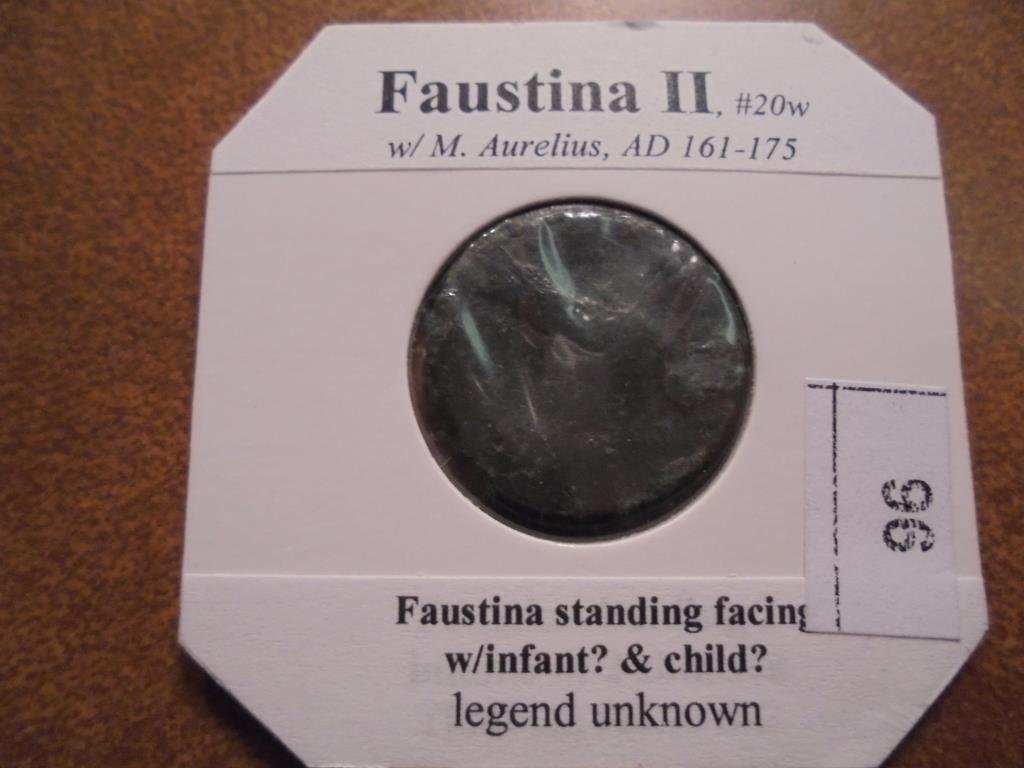 Faustina II, #20w
w/ M. Aurelius, AD 161-175
96
Faustina standing facing
w/infant? & child?
legend unknown